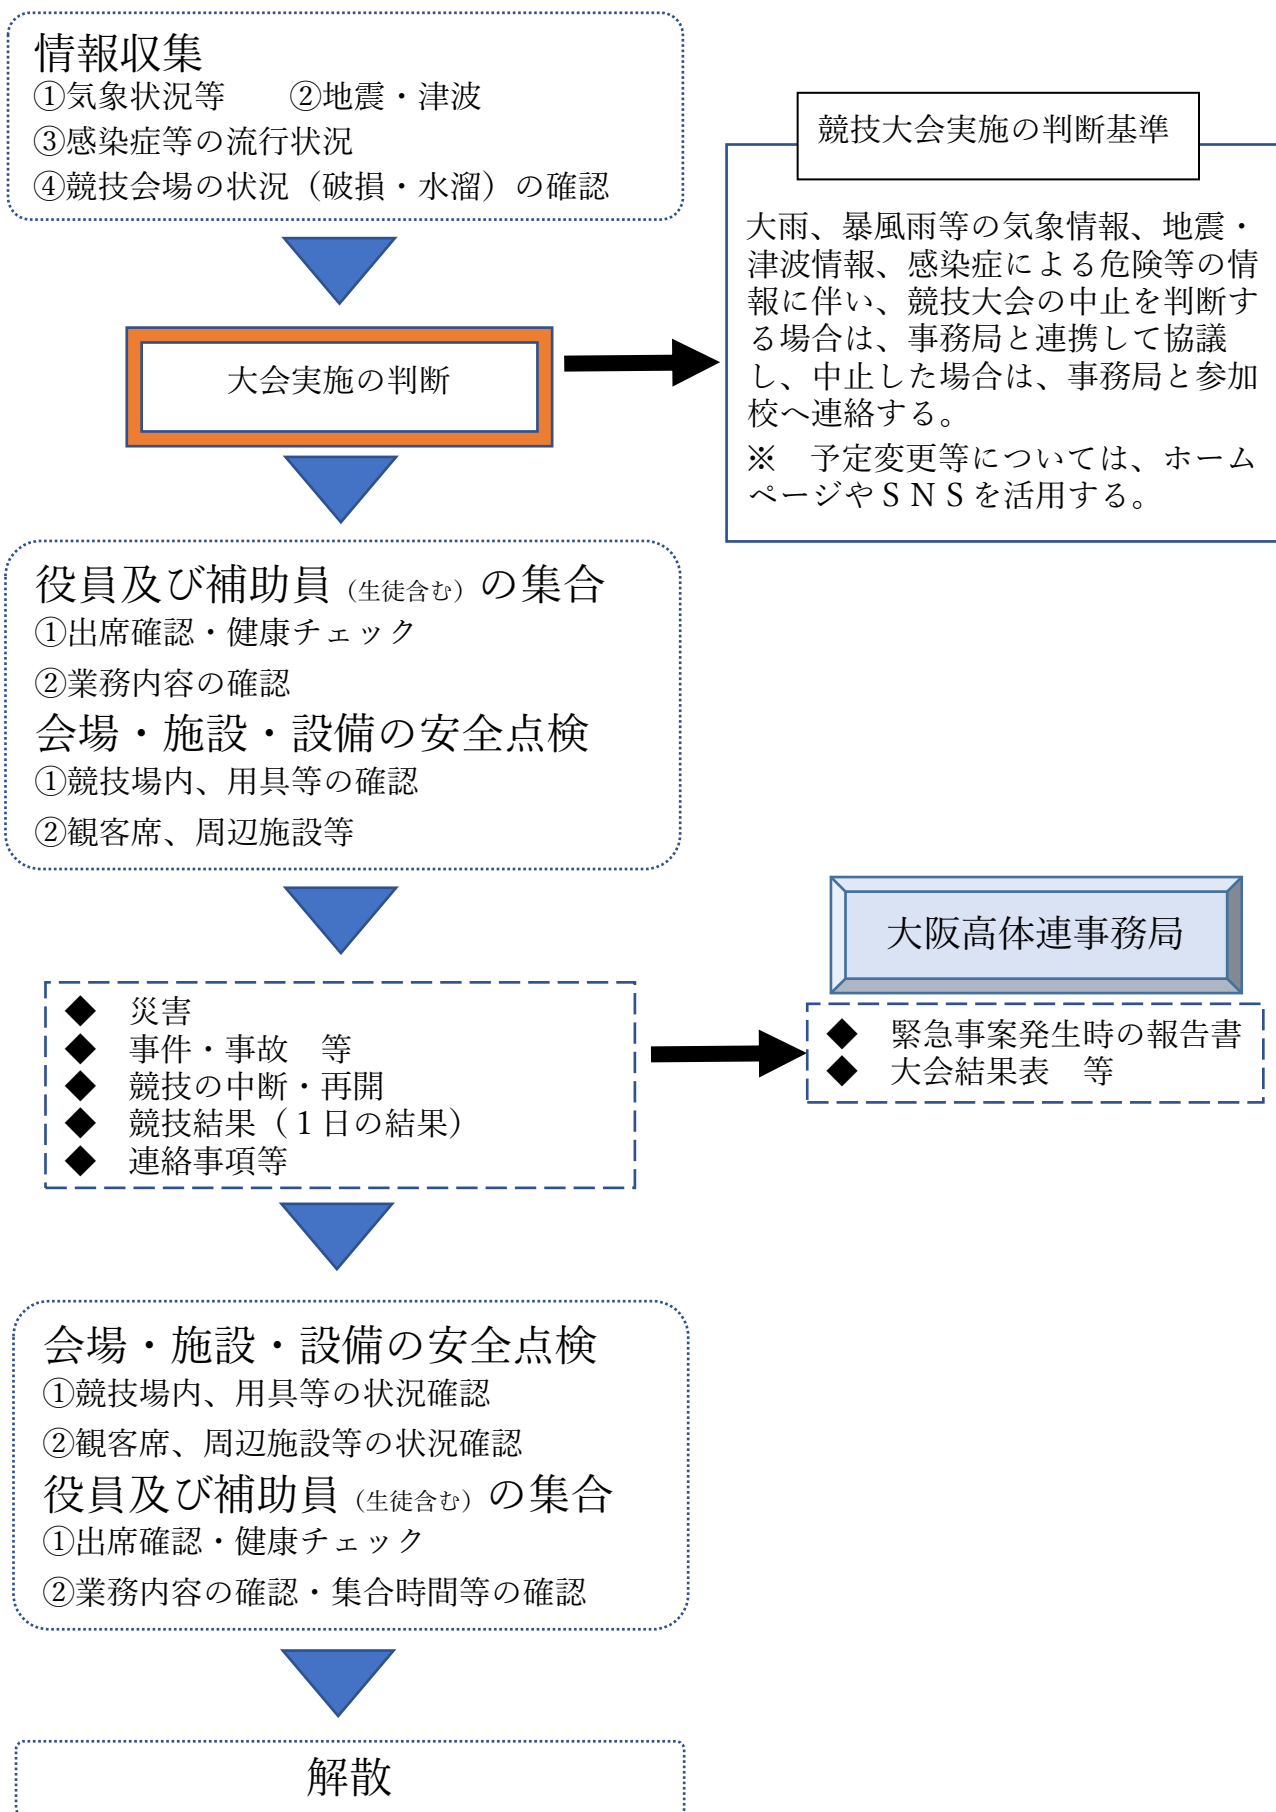 情報収集
①気象状況等　　②地震・津波
③感染症等の流行状況
④競技会場の状況（破損・水溜）の確認
競技大会実施の判断基準
大雨、暴風雨等の気象情報、地震・
津波情報、感染症による危険等の情
報に伴い、競技大会の中止を判断す
る場合は、事務局と連携して協議
し、中止した場合は、事務局と参加
校へ連絡する。
※　予定変更等については、ホーム
ページやＳＮＳを活用する。
大会実施の判断
役員及び補助員（生徒含む）の集合
①出席確認・健康チェック
②業務内容の確認
会場・施設・設備の安全点検
①競技場内、用具等の確認
②観客席、周辺施設等
◆　災害
◆　事件・事故　等
◆　競技の中断・再開
◆　競技結果（１日の結果）
◆　連絡事項等
大阪高体連事務局
◆　緊急事案発生時の報告書
◆　大会結果表　等
会場・施設・設備の安全点検
①競技場内、用具等の状況確認
②観客席、周辺施設等の状況確認
役員及び補助員（生徒含む）の集合
①出席確認・健康チェック
②業務内容の確認・集合時間等の確認
解散